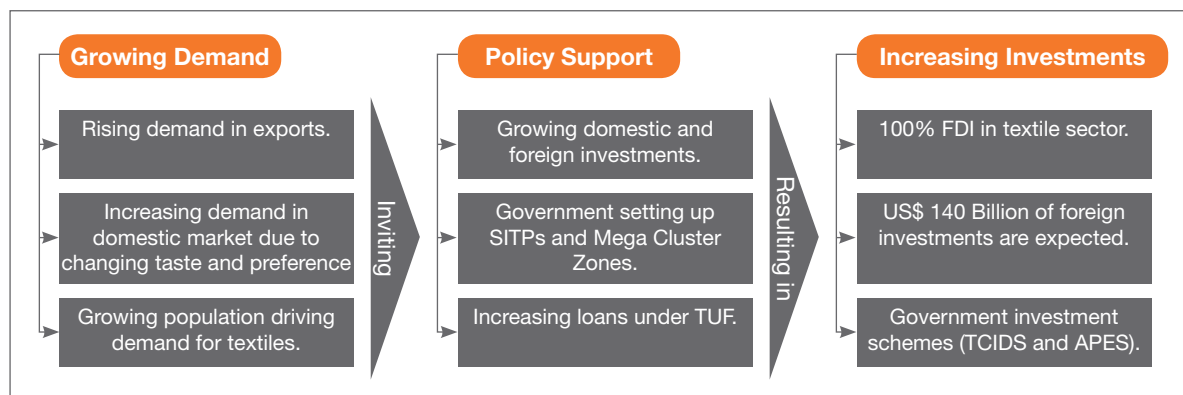 Growing Demand
Rising demand in exports.
Increasing demand in
domestic market due to
changing taste and preference
Growing population driving
demand for textiles.
Inviting
Policy Support
Growing domestic and
foreign investments.
Government setting up
SITPs and Mega Cluster
Zones.
Increasing loans under TUF.
Resulting in
Increasing Investments
100% FDI in textile sector.
US$ 140 Billion of foreign
investments are expected.
Government investment
schemes (TCIDS and APES).